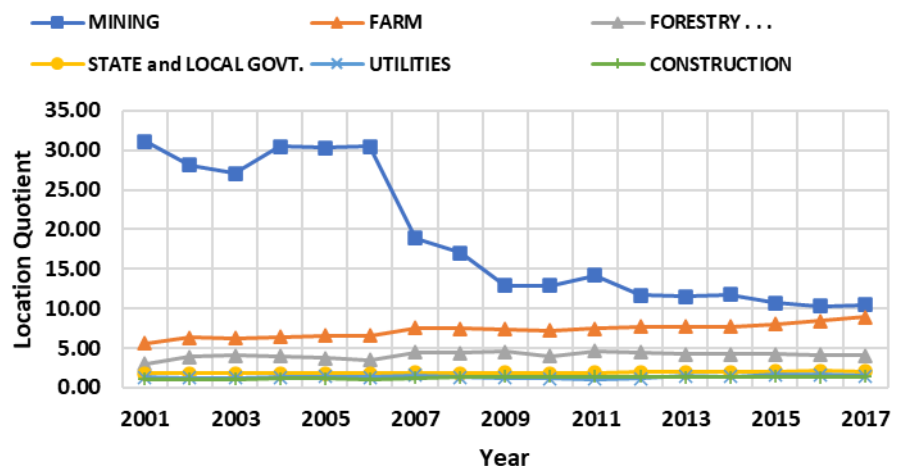 MINING FARM FORESTRY . . .
STATE and LOCAL GOVT. UTILITIES CONSTRUCTION
35.00
30.00
25.00
20.00
15.00
10.00
5.00
0.00
Location Quotient
2001 2003 2005 2007 2009 2011 2013 2015 2017
Year